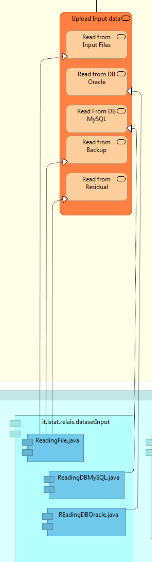 Upload Input data
Read from
Input Files
Read from DB
Oracle
Read From DB
MySQL
Read from
Backup
Read from
Residual
it.istat.relais.datasetInput
ReadingFile.java
ReadingDBMySQL.java
REadingDBOracle.java